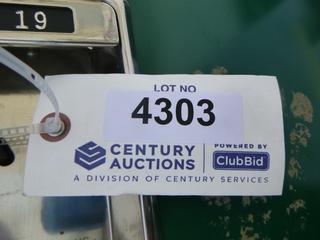 19
LOT NO
4303
CENTURY
AUCTIONS
POWERED BY
ClubBid
A DIVISION OF CENTURY SERVICES